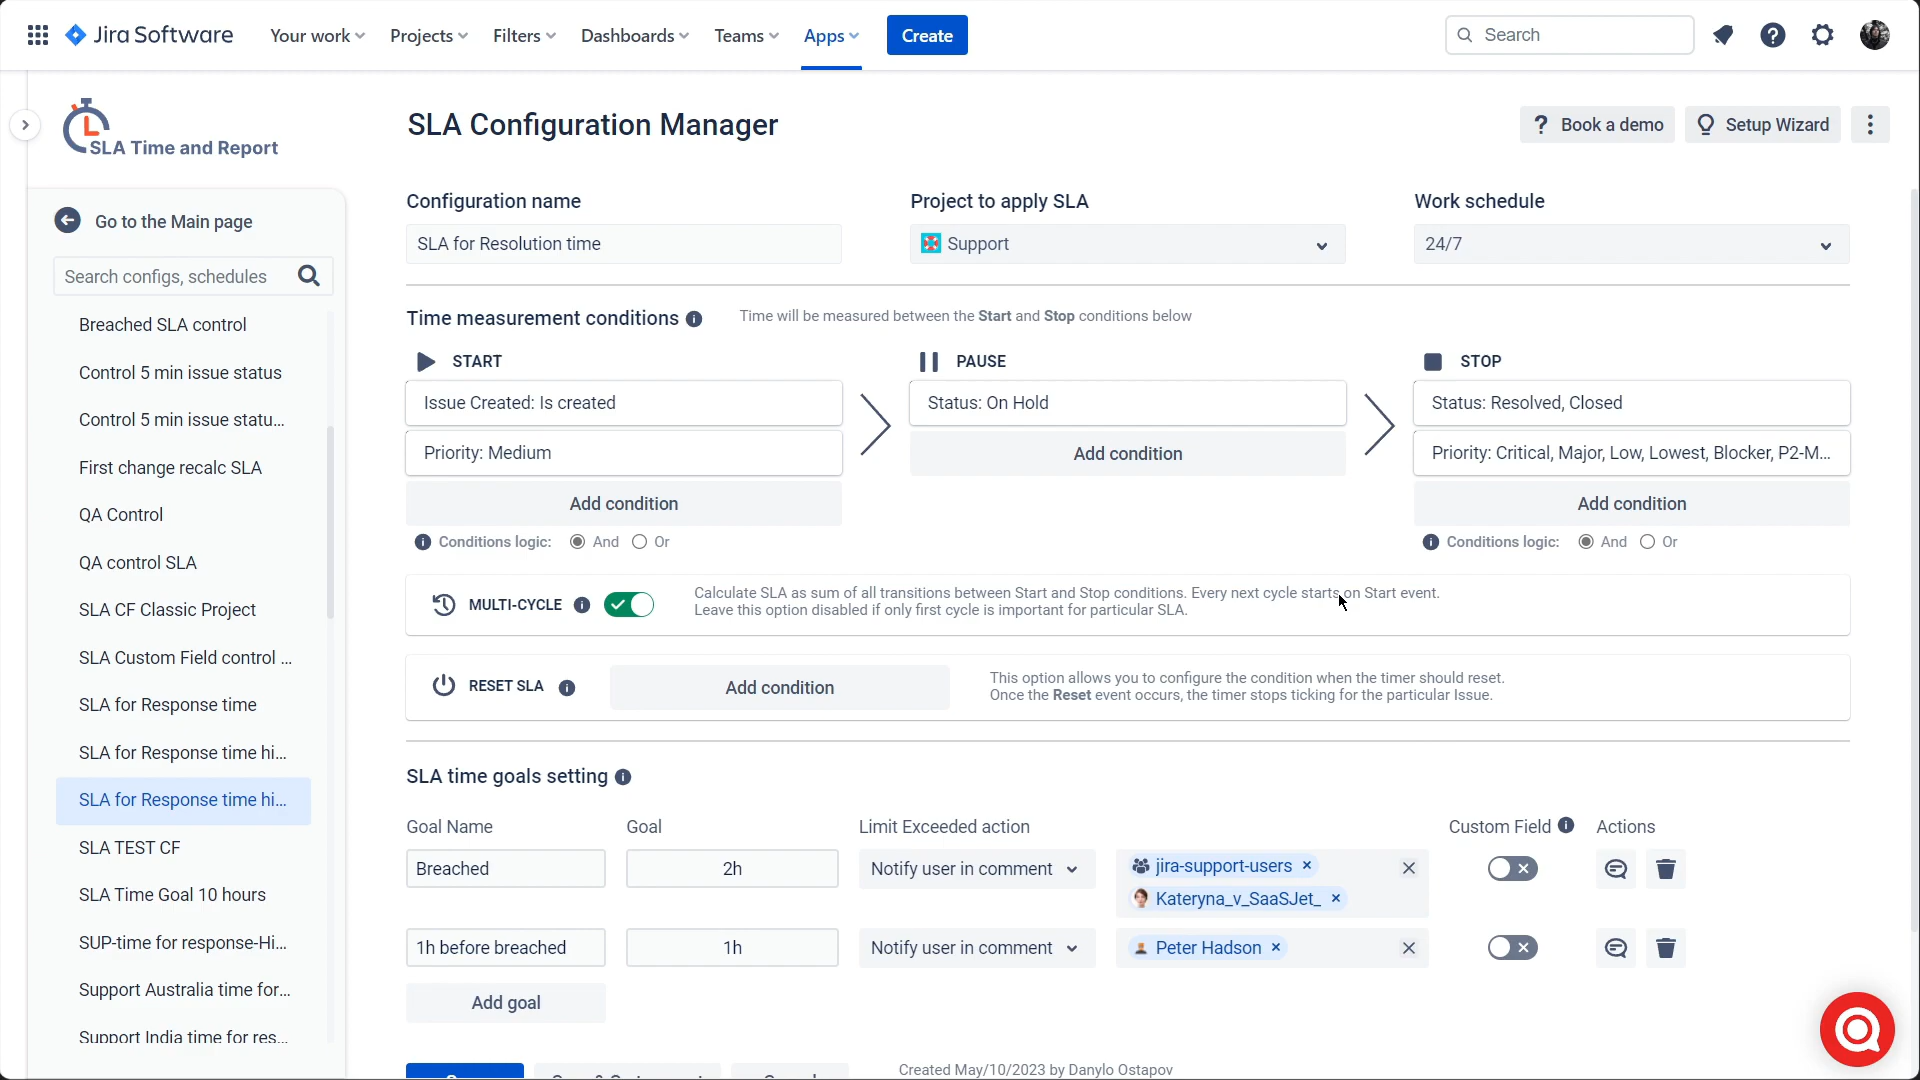 Jira Software
Your work
Projects
Filters
Dashboards
Teams
Apps
Create
Search
SLA Time and Report
SLA Configuration Manager
? Book a demo
Setup Wizard
Go to the Main page
Search configs, schedules
Breached SLA control
Control 5 min issue status
Control 5 min issue statu...
First change recalc SLA
QA Control
QA control SLA
SLA CF Classic Project
SLA Custom Field control ...
SLA for Response time
SLA for Response time hi...
SLA for Response time hi...
SLA TEST CF
SLA Time Goal 10 hours
SUP-time for response-Hi...
Support Australia time for...
Support India time for res...
Configuration name
Project to apply SLA
Work schedule
SLA for Resolution time
Support
24/7
Time measurement conditions
Time will be measured between the Start and Stop conditions below
START
PAUSE
STOP
Issue Created: Is created
Status: On Hold
Status: Resolved, Closed
Priority: Medium
Add condition
Priority: Critical, Major, Low, Lowest, Blocker, P2-M...
Add condition
Add condition
Conditions logic: And Or
Conditions logic: And Or
MULTI-CYCLE
Calculate SLA as sum of all transitions between Start and Stop conditions. Every next cycle starts on Start event.
Leave this option disabled if only first cycle is important for particular SLA.
RESET SLA
Add condition
This option allows you to configure the condition when the timer should reset.
Once the Reset event occurs, the timer stops ticking for the particular Issue.
SLA time goals setting
Goal Name
Goal
Limit Exceeded action
Custom Field
Actions
Breached
2h
Notify user in comment
jira-support-users
Kateryna_v_SaaSJet_
1h before breached
1h
Notify user in comment
Peter Hadson
Add goal
Created May/10/2023 by Danylo Ostapov